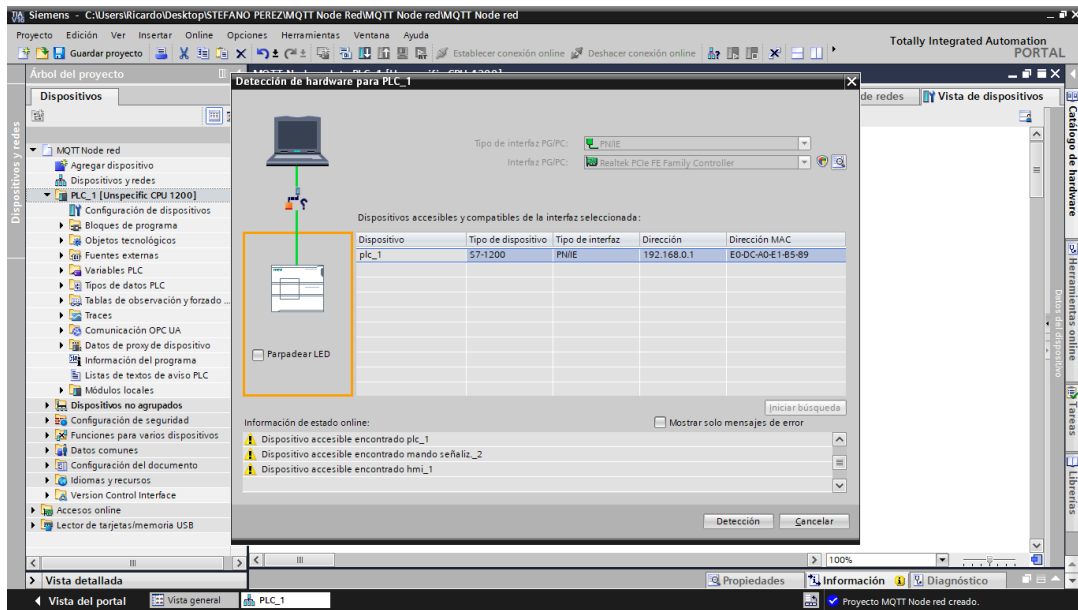 Siemens - C:\Users\Ricardo\Desktop\STEFANO PEREZ\MQTT Node Red\MQTT Node red\MQTT Node red
Proyecto Edición Ver Insertar Online Opciones Herramientas Ventana Ayuda
Guardar proyecto
Establecer conexión online
Deshacer conexión online
Totally Integrated Automation
PORTAL
Árbol del proyecto
Dispositivos
Dispositivos y redes
MQTT Node red
Agregar dispositivo
Dispositivos y redes
PLC_1 [Unspecific CPU 1200]
Configuración de dispositivos
Bloques de programa
Objetos tecnológicos
Fuentes externas
Variables PLC
Tipos de datos PLC
Tablas de observación y forzado ...
Traces
Comunicación OPC UA
Datos de proxy de dispositivo
Información del programa
Listas de textos de aviso PLC
Módulos locales
Dispositivos no agrupados
Configuración de seguridad
Funciones para varios dispositivos
Datos comunes
Configuración del documento
Idiomas y recursos
Version Control Interface
Accesos online
Lector de tarjetas/memoria USB
Vista detallada
Detección de hardware para PLC_1
Tipo de interfaz PG/PC: PN/IE
Interfaz PG/PC: Realtek PCIe FE Family Controller
Dispositivos accesibles y compatibles de la interfaz seleccionada:
Dispositivo Tipo de dispositivo Tipo de interfaz Dirección Dirección MAC
plc_1 S7-1200 PN/IE 192.168.0.1 E0-DC-A0-E1-B5-89
Parpadear LED
Iniciar búsqueda
Información de estado online:
Mostrar solo mensajes de error
Dispositivo accesible encontrado plc_1
Dispositivo accesible encontrado mando señaliz._2
Dispositivo accesible encontrado hmi_1
Detección
Cancelar
de redes
Vista de dispositivos
Datos del dispositivo
100%
Propiedades
Información
Diagnóstico
Catálogo de hardware
Herramientas online
Tareas
Librerías
Vista del portal
Vista general
PLC_1
Proyecto MQTT Node red creado.